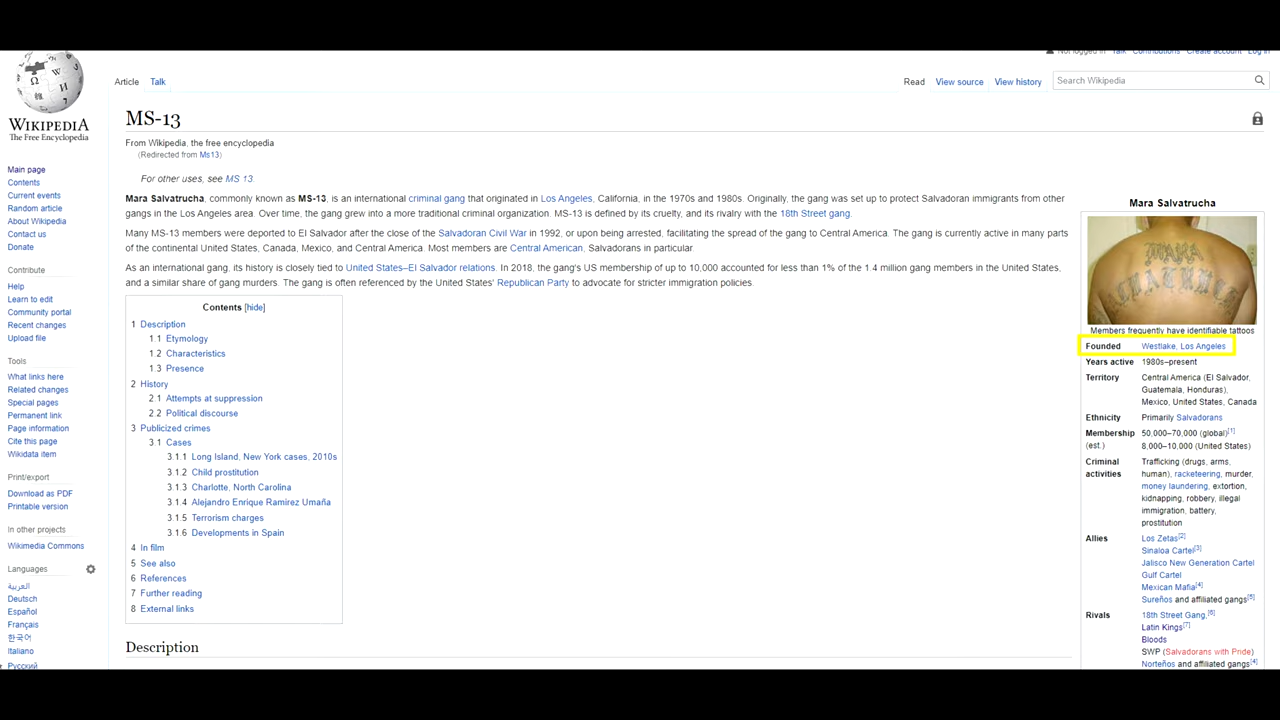 Not logged in Talk Contributions Create account Log in
Article Talk
Read View source View history
Search Wikipedia
WIKIPEDIA
The Free Encyclopedia
MS-13
From Wikipedia, the free encyclopedia
(Redirected from Ms13)
For other uses, see MS 13.
Mara Salvatrucha, commonly known as MS-13, is an international criminal gang that originated in Los Angeles, California, in the 1970s and 1980s. Originally, the gang was set up to protect Salvadoran immigrants from other
gangs in the Los Angeles area. Over time, the gang grew into a more traditional criminal organization. MS-13 is defined by its cruelty, and its rivalry with the 18th Street gang.
Many MS-13 members were deported to El Salvador after the close of the Salvadoran Civil War in 1992, or upon being arrested, facilitating the spread of the gang to Central America. The gang is currently active in many parts
of the continental United States, Canada, Mexico, and Central America. Most members are Central American, Salvadorans in particular.
As an international gang, its history is closely tied to United States–El Salvador relations. In 2018, the gang's US membership of up to 10,000 accounted for less than 1% of the 1.4 million gang members in the United States,
and a similar share of gang murders. The gang is often referenced by the United States' Republican Party to advocate for stricter immigration policies.
Main page
Contents
Current events
Random article
About Wikipedia
Contact us
Donate
Contribute
Help
Learn to edit
Community portal
Recent changes
Upload file
Tools
What links here
Related changes
Special pages
Permanent link
Page information
Cite this page
Wikidata item
Print/export
Download as PDF
Printable version
In other projects
Wikimedia Commons
Languages
العربية
Deutsch
Español
Français
한국어
Italiano
Русский
Contents [hide]
1 Description
1.1 Etymology
1.2 Characteristics
1.3 Presence
2 History
2.1 Attempts at suppression
2.2 Political discourse
3 Publicized crimes
3.1 Cases
3.1.1 Long Island, New York cases, 2010s
3.1.2 Child prostitution
3.1.3 Charlotte, North Carolina
3.1.4 Alejandro Enrique Ramirez Umaña
3.1.5 Terrorism charges
3.1.6 Developments in Spain
4 In film
5 See also
6 References
7 Further reading
8 External links
Description
Mara Salvatrucha
MARA
Members frequently have identifiable tattoos
Founded Westlake, Los Angeles
Years active 1980s–present
Territory Central America (El Salvador,
Guatemala, Honduras),
Mexico, United States, Canada
Ethnicity Primarily Salvadorans
Membership 50,000–70,000 (global)[1]
(est.) 8,000–10,000 (United States)
Criminal Trafficking (drugs, arms,
activities human), racketeering, murder,
money laundering, extortion,
kidnapping, robbery, illegal
immigration, battery,
prostitution
Allies Los Zetas[2]
Sinaloa Cartel[3]
Jalisco New Generation Cartel
Gulf Cartel
Mexican Mafia[4]
Sureños and affiliated gangs[5]
Rivals 18th Street Gang,[6]
Latin Kings[7]
Bloods
SWP (Salvadorans with Pride)
Norteños and affiliated gangs[4]